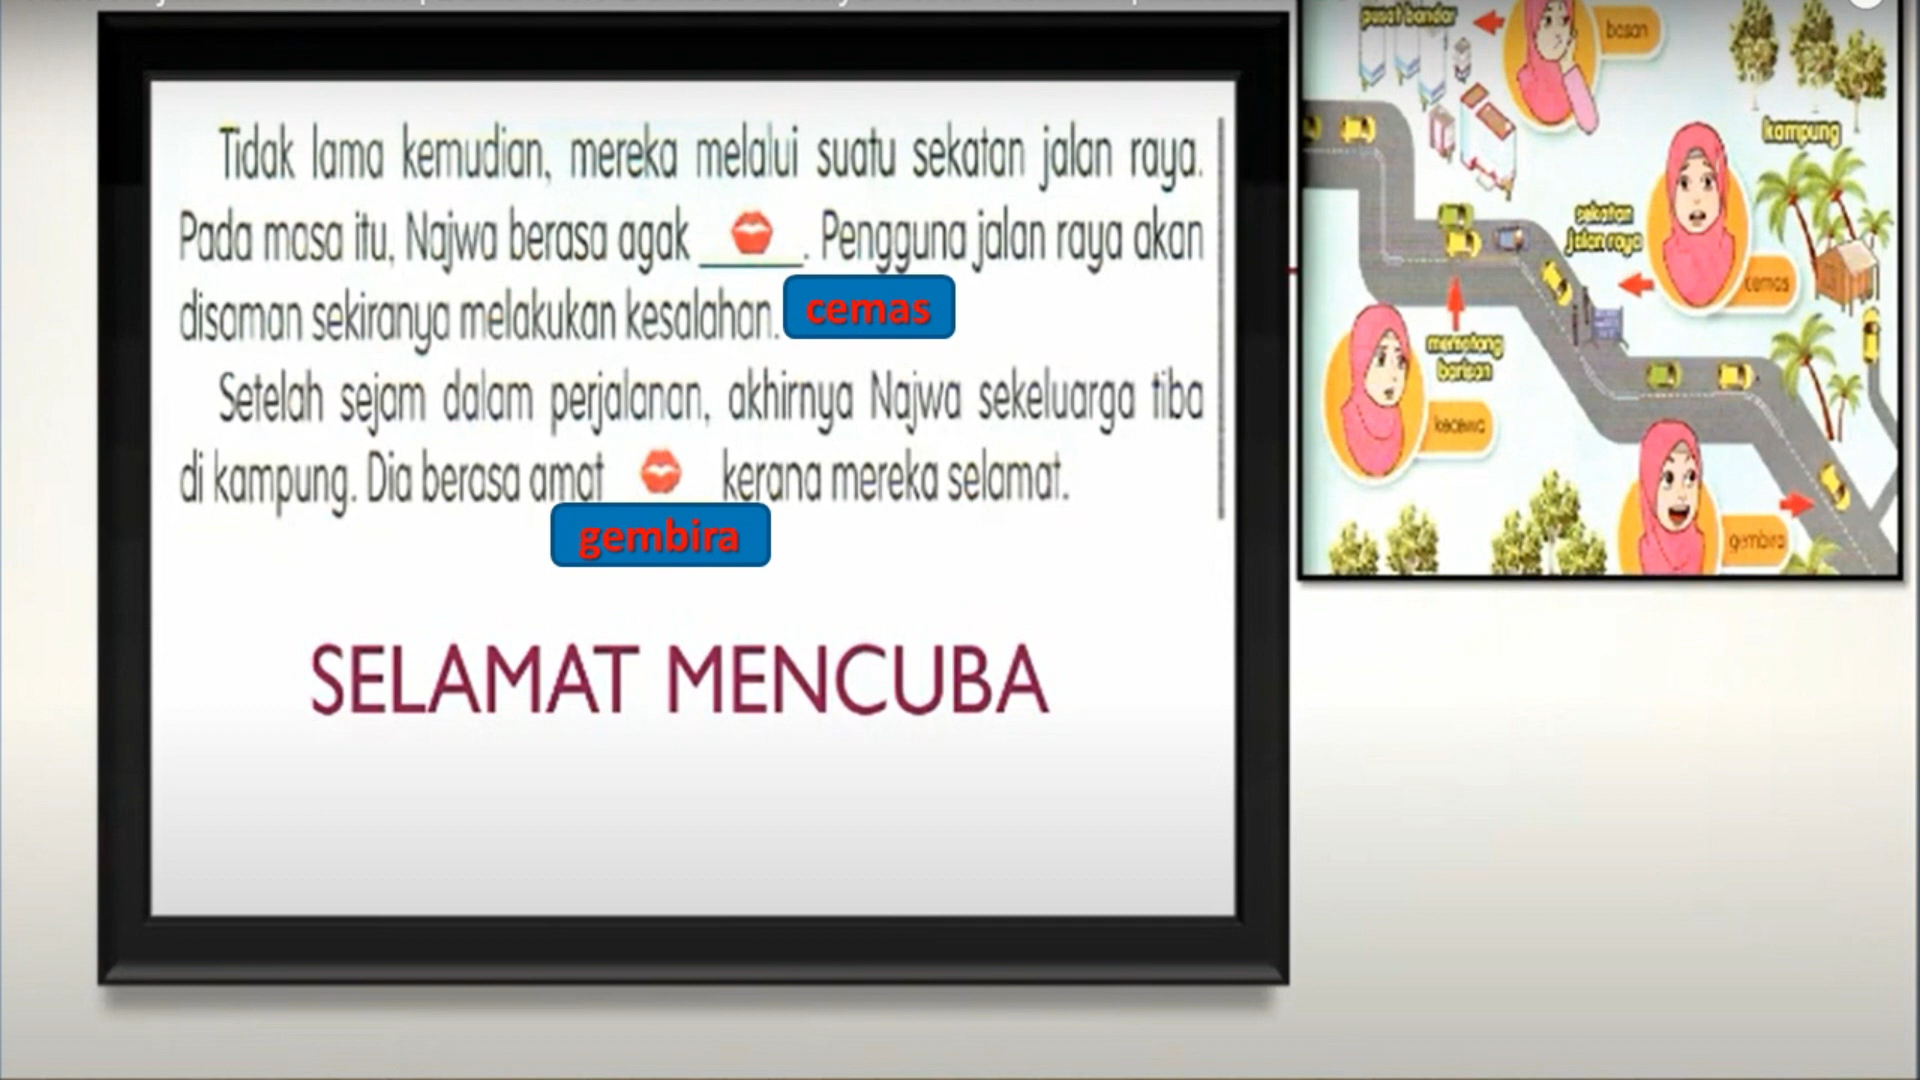 Tidak lama kemudian, mereka melalui suatu sekatan jalan raya.
Pada masa itu, Najwa berasa agak ______. Pengguna jalan raya akan
disaman sekiranya melakukan kesalahan.
cemas
Setelah sejam dalam perjalanan, akhirnya Najwa sekeluarga tiba
di kampung. Dia berasa amat kerana mereka selamat.
gembira
SELAMAT MENCUBA
pusat bandar
bosan
kampung
sekatan
jalan raya
cemas
memotong
barisan
kecewa
gembira